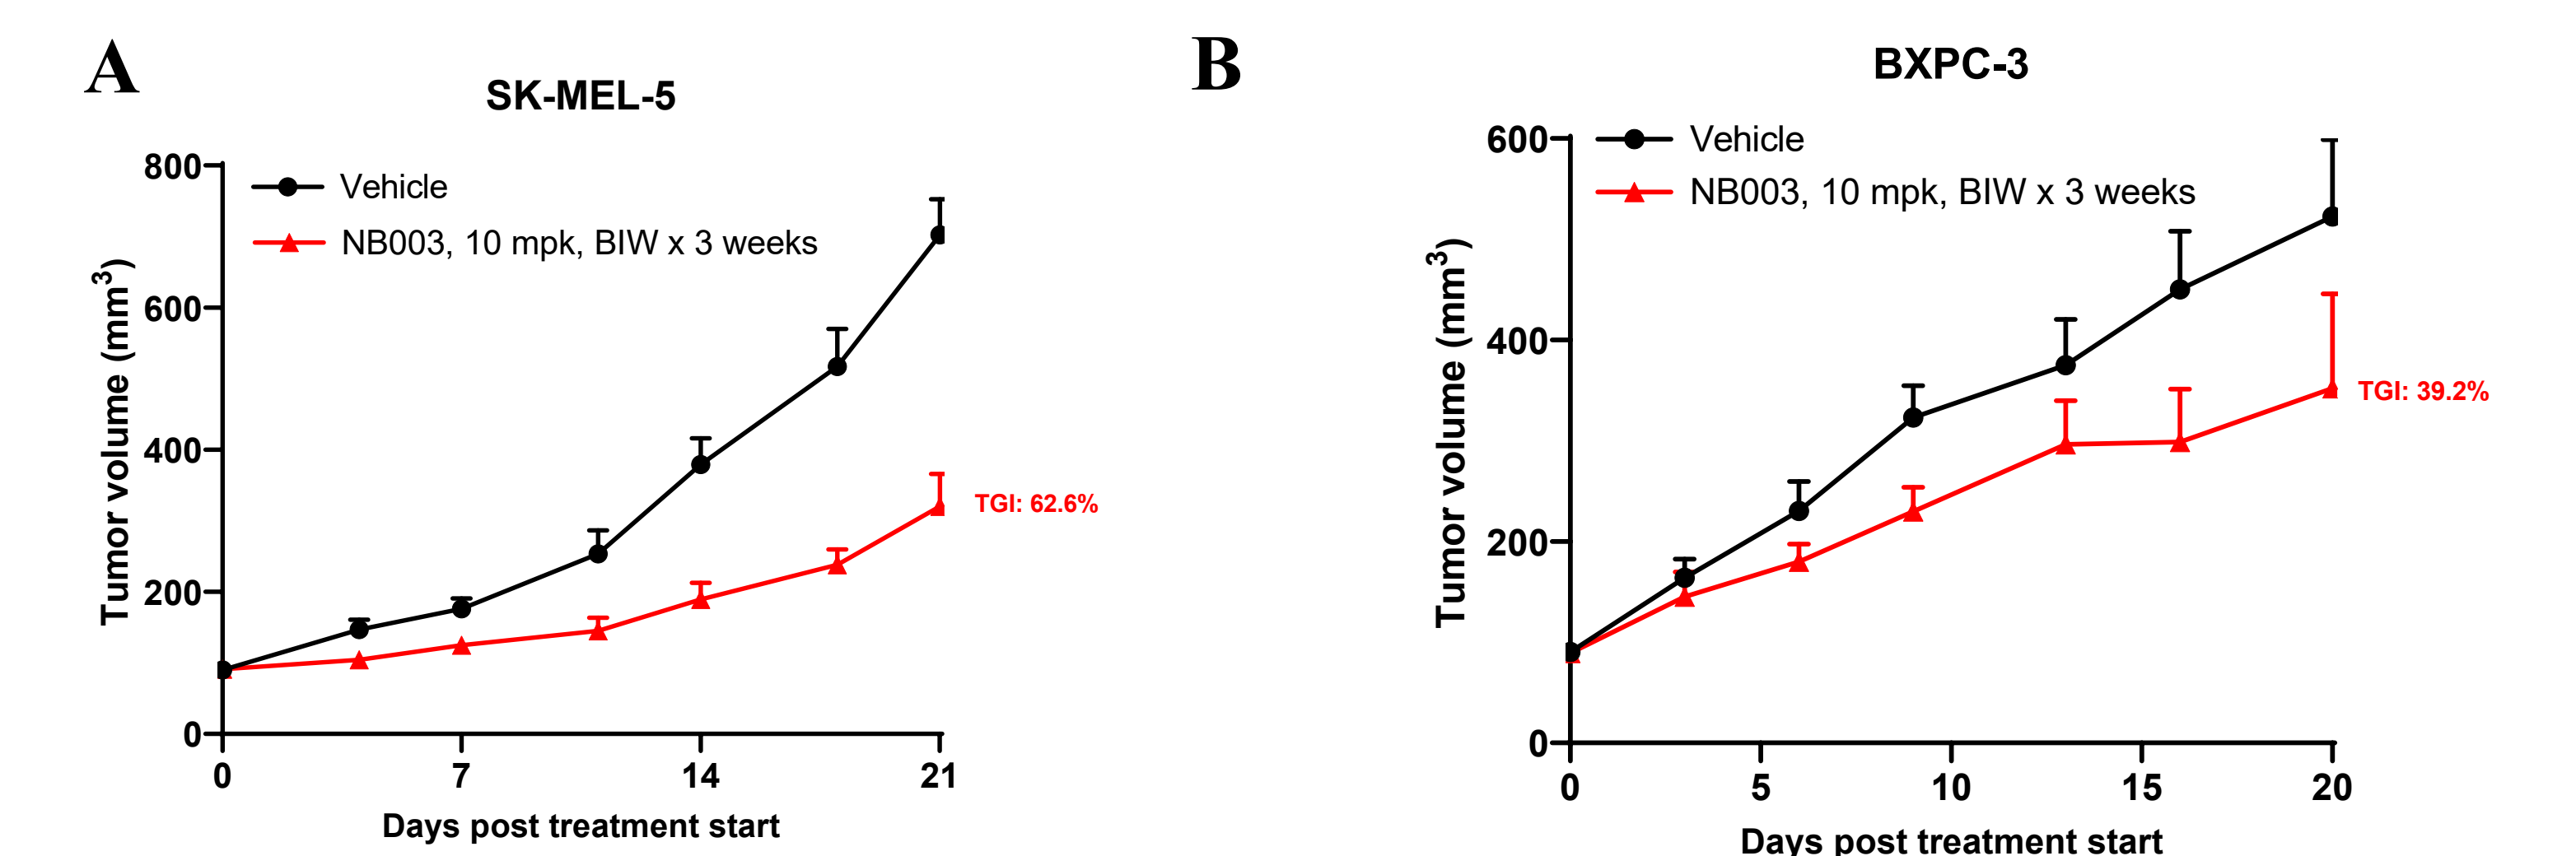 A
SK-MEL-5
800
600
400
200
0
Tumor volume (mm³)
Vehicle
NB003, 10 mpk, BIW x 3 weeks
TGI: 62.6%
0 7 14 21
Days post treatment start
B
BXPC-3
600
400
200
0
Tumor volume (mm³)
Vehicle
NB003, 10 mpk, BIW x 3 weeks
TGI: 39.2%
0 5 10 15 20
Days post treatment start